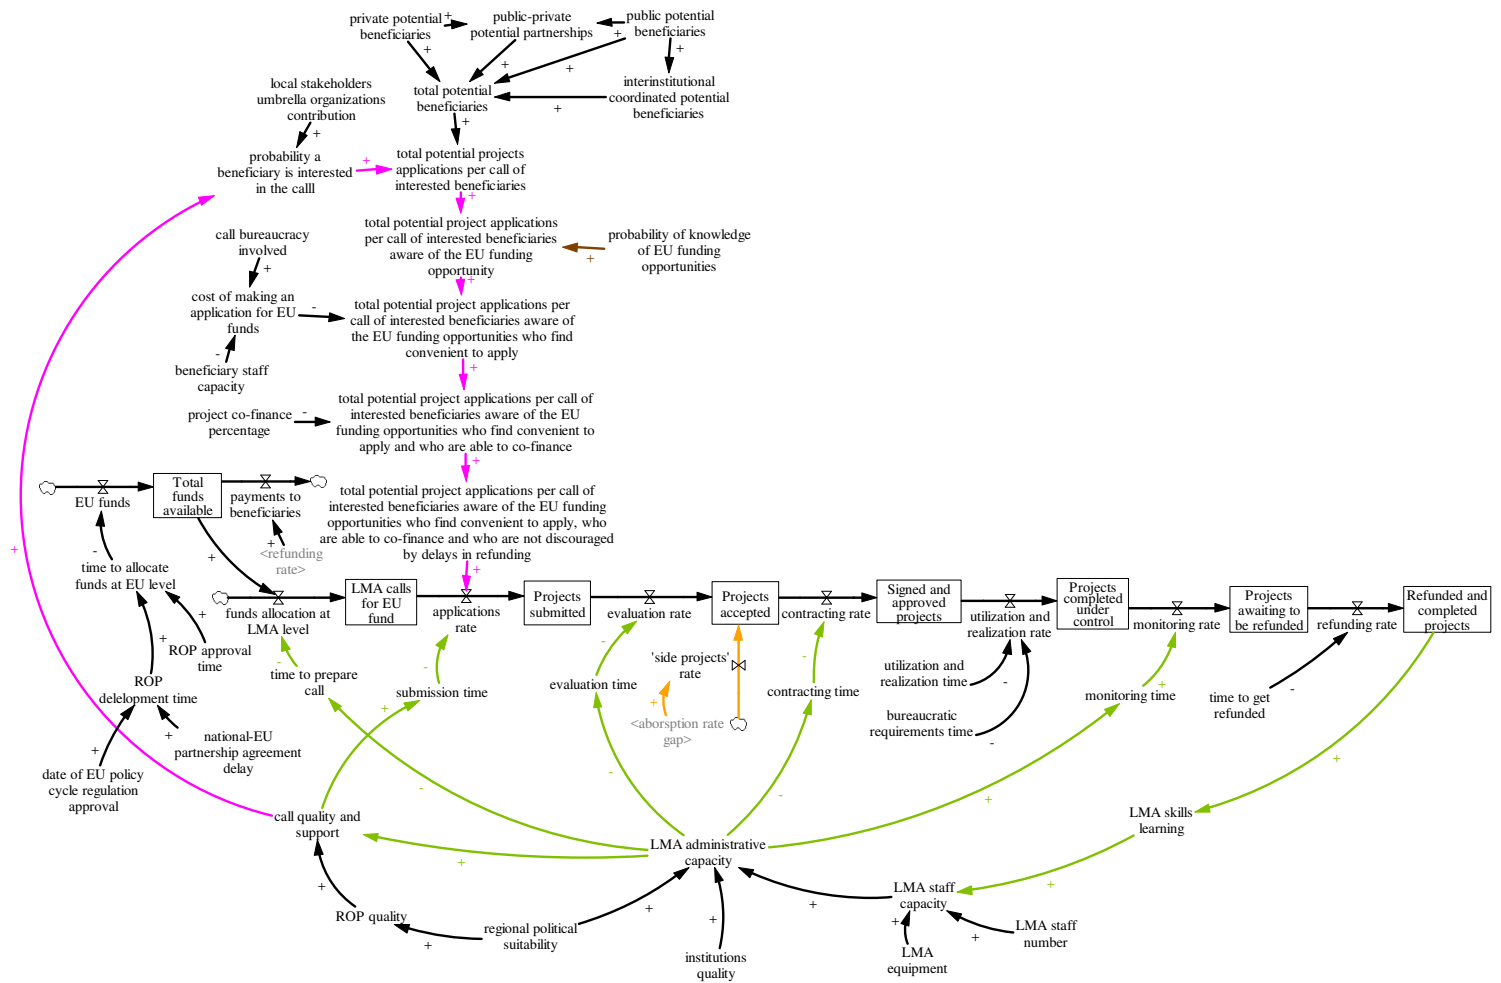 private potential
beneficiaries
public-private
potential partnerships
public potential
beneficiaries
local stakeholders
umbrella organizations
contribution
total potential
beneficiaries
interinstitutional
coordinated potential
beneficiaries
probability a
beneficiary is interested
in the calll
total potential projects
applications per call of
interested beneficiaries
call bureaucracy
involved
total potential project applications
per call of interested beneficiaries
aware of the EU funding
opportunity
probability of knowledge
of EU funding
opportunities
cost of making an
application for EU
funds
total potential project applications per
call of interested beneficiaries aware of
the EU funding opportunities who find
convenient to apply
beneficiary staff
capacity
project co-finance
percentage
total potential project applications per call of
interested beneficiaries aware of the EU
funding opportunities who find convenient to
apply and who are able to co-finance
EU funds
Total
funds
available
payments to
beneficiaries
<refunding
rate>
total potential project applications per call of
interested beneficiaries aware of the EU funding
opportunities who find convenient to apply, who
are able to co-finance and who are not discouraged
by delays in refunding
time to allocate
funds at EU level
funds allocation at
LMA level
LMA calls
for EU
fund
applications
rate
Projects
submitted
evaluation rate
Projects
accepted
contracting rate
Signed and
approved
projects
utilization and
realization rate
Projects
completed
under
control
monitoring rate
Projects
awaiting to
be refunded
refunding rate
Refunded and
completed
projects
ROP approval
time
ROP
delelopment time
time to prepare
call
submission time
evaluation time
'side projects'
rate
<aborsption rate
gap>
contracting time
utilization and
realization time
bureaucratic
requirements time
monitoring time
time to get
refunded
national-EU
partnership agreement
delay
date of EU policy
cycle regulation
approval
call quality and
support
LMA administrative
capacity
LMA skills
learning
LMA staff
capacity
ROP quality
regional political
suitability
institutions
quality
LMA
equipment
LMA staff
number